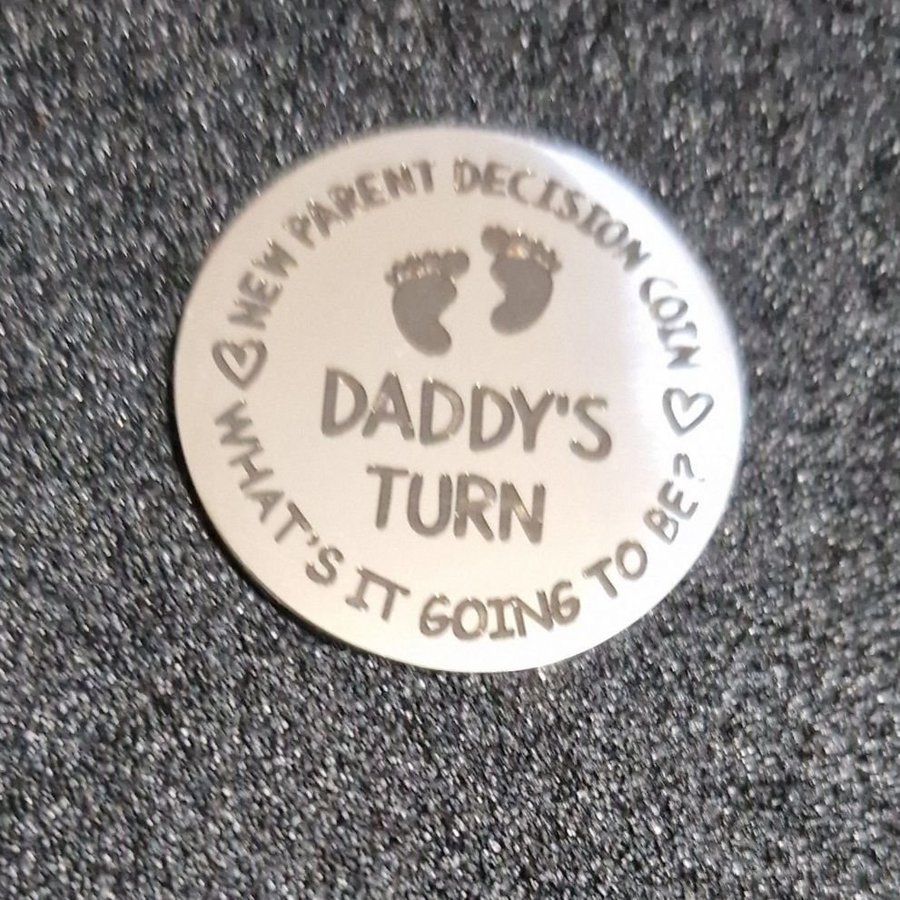 NEW PARENT DECISION COIN
DADDY'S
TURN
WHAT'S IT GOING TO BE?